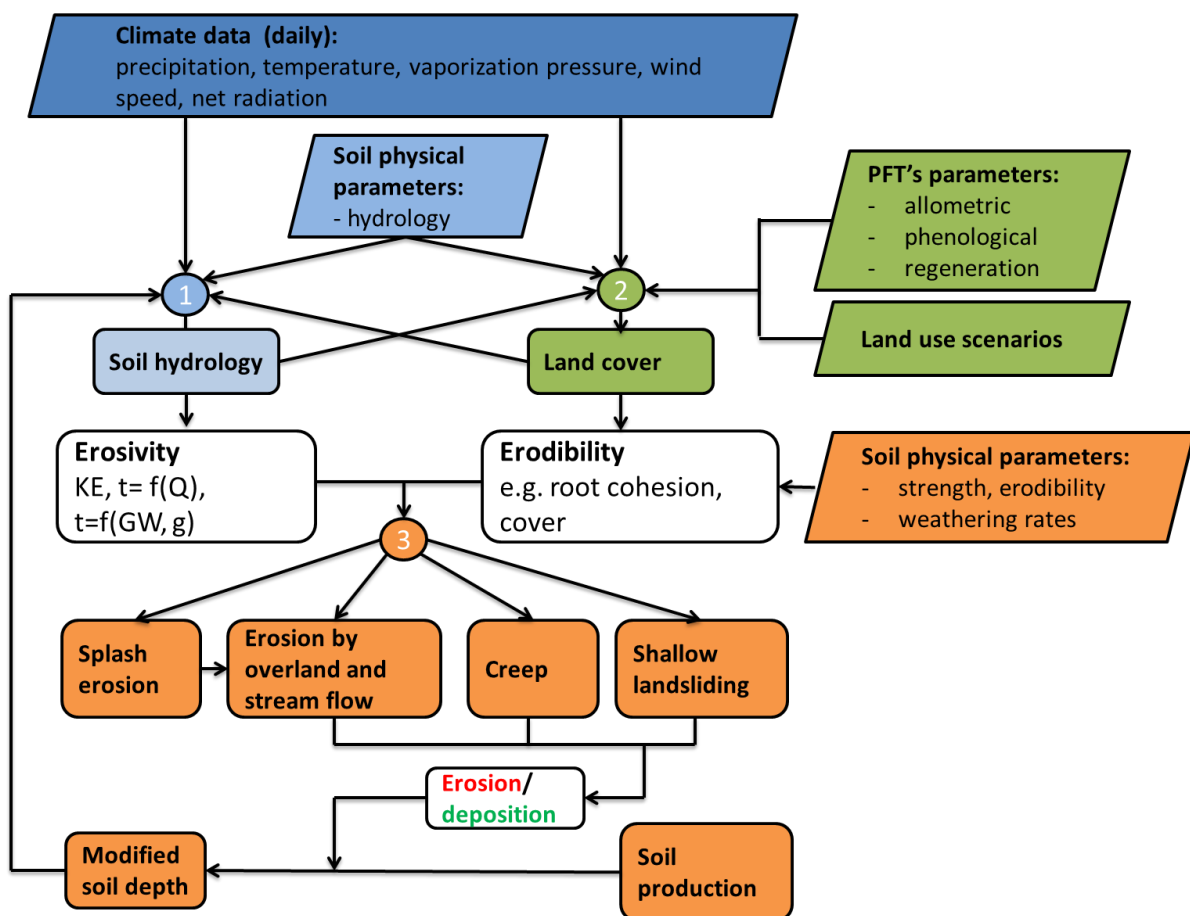 Climate data  (daily):
precipitation, temperature, vaporization pressure, wind
speed, net radiation
Soil physical
parameters:
- hydrology
PFT's parameters:
- allometric
- phenological
- regeneration
1
2
Soil hydrology
Land cover
Land use scenarios
Erosivity
KE, t= f(Q),
t=f(GW, g)
Erodibility
e.g. root cohesion,
cover
Soil physical parameters:
- strength, erodibility
- weathering rates
3
Splash
erosion
Erosion by
overland and
stream flow
Creep
Shallow
landsliding
Erosion/
deposition
Modified
soil depth
Soil
production